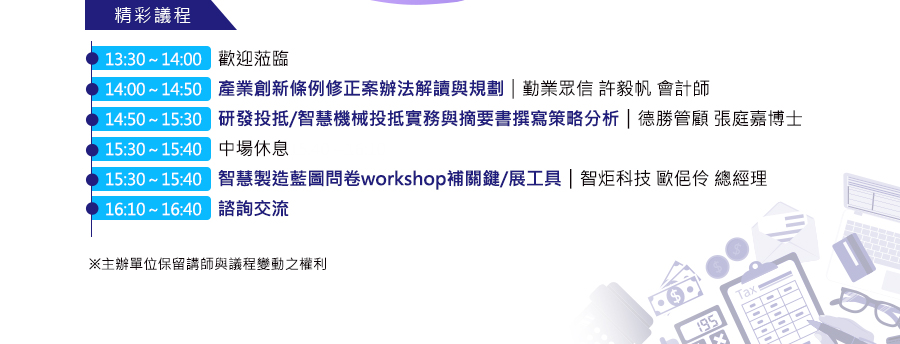 精彩議程
13:30~14:00 歡迎蒞臨
14:00~14:50 產業創新條例修正案辦法解讀與規劃│勤業眾信 許毅帆 會計師
14:50~15:30 研發投抵/智慧機械投抵實務與摘要書撰寫策略分析│德勝管顧 張庭嘉博士
15:30~15:40 中場休息
15:30~15:40 智慧製造藍圖問卷workshop補關鍵/展工具│智炬科技 歐俋伶 總經理
16:10~16:40 諮詢交流
※主辦單位保留講師與議程變動之權利
Tax
195